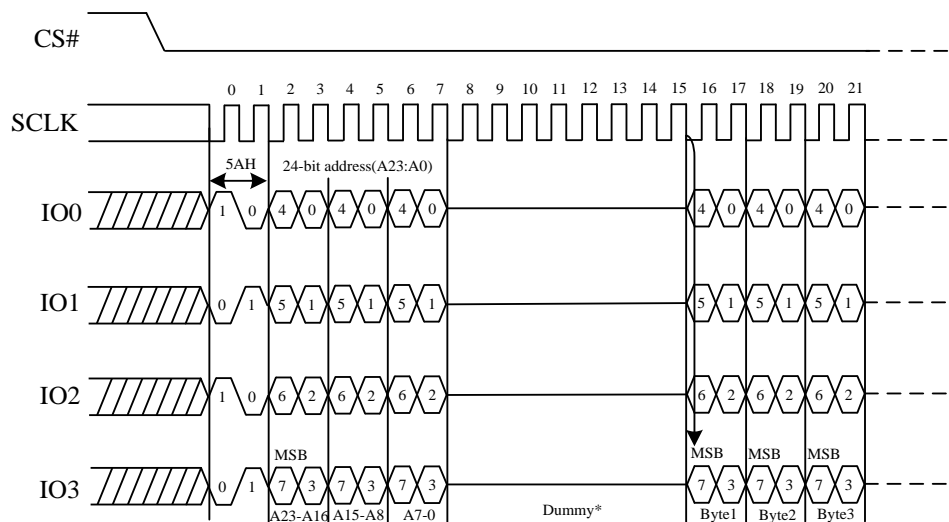 CS#
0 1 2 3 4 5 6 7 8 9 10 11 12 13 14 15 16 17 18 19 20 21
SCLK
5AH 24-bit address(A23:A0)
IO0 1 0 4 0 4 0 4 0 4 0 4 0 4 0
IO1 0 1 5 1 5 1 5 1 5 1 5 1 5 1
IO2 1 0 6 2 6 2 6 2 6 2 6 2 6 2
MSB MSB MSB MSB
IO3 0 1 7 3 7 3 7 3 7 3 7 3 7 3
A23-A16 A15-A8 A7-0 Dummy* Byte1 Byte2 Byte3